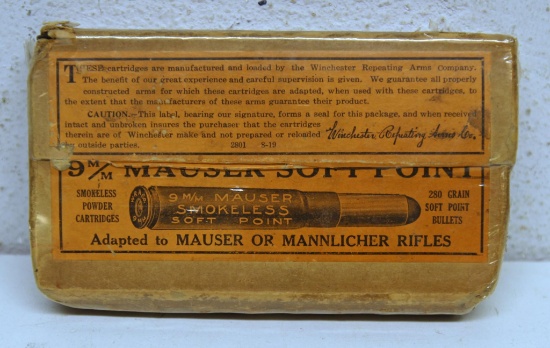 THESE cartridges are manufactured and loaded by the Winchester Repeating Arms Company.
The benefit of our great experience and careful supervision is given. We guarantee all properly
constructed arms for which these cartridges are adapted, when used with these cartridges, to
the extent that the manufacturers of these arms guarantee their product.
CAUTION.—This label, bearing our signature, forms a seal for this package, and when received
intact and unbroken insures the purchaser that the cartridges
therein are of Winchester make and not prepared or reloaded
by outside parties. 2801 S-19
Winchester Repeating Arms Co.
9 M/M MAUSER SOFT POINT
SMOKELESS
POWDER
CARTRIDGES
9 M/M MAUSER
SMOKELESS
SOFT POINT
280 GRAIN
SOFT POINT
BULLETS
Adapted to MAUSER OR MANNLICHER RIFLES